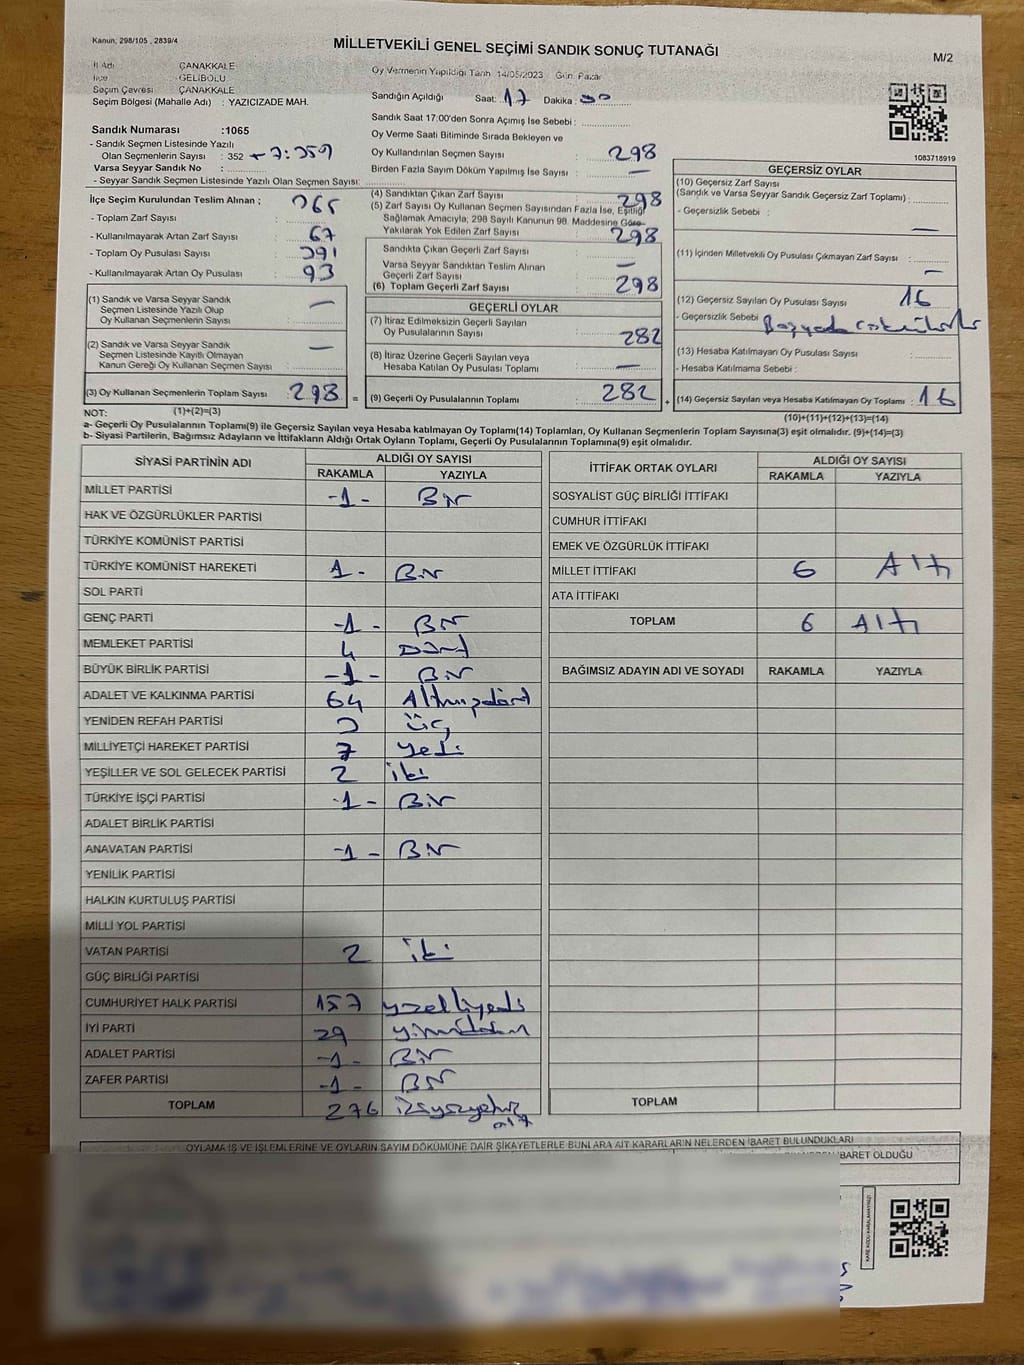 Kanun, 298/105 , 2839/4
MİLLETVEKİLİ GENEL SEÇİMİ SANDIK SONUÇ TUTANAĞI
M/2
İl Adı : ÇANAKKALE
İlçe : GELİBOLU
Seçim Çevresi : ÇANAKKALE
Seçim Bölgesi (Mahalle Adı) : YAZICIZADE MAH.
Oy Vermenin Yapıldığı Tarih 14/05/2023 Gün Pazar
Sandığın Açıldığı Saat: 17 Dakika: 00
Sandık Saat 17:00'den Sonra Açımış İse Sebebi :
Sandık Numarası :1065
- Sandık Seçmen Listesinde Yazılı
Olan Seçmenlerin Sayısı : 352 + 7: 359
Varsa Seyyar Sandık No :
- Seyyar Sandık Seçmen Listesinde Yazılı Olan Seçmen Sayısı:
Oy Verme Saati Bitiminde Sırada Bekleyen ve
Oy Kullandırılan Seçmen Sayısı : 298
Birden Fazla Sayım Döküm Yapılmış İse Sayısı : —
1083718919
İlçe Seçim Kurulundan Teslim Alınan ; 365
- Toplam Zarf Sayısı :
- Kullanılmayarak Artan Zarf Sayısı : 67
- Toplam Oy Pusulası Sayısı : 391
- Kullanılmayarak Artan Oy Pusulası : 93
(4) Sandıktan Çıkan Zarf Sayısı : 298
(5) Zarf Sayısı Oy Kullanan Seçmen Sayısından Fazla İse, Eşitliği
Sağlamak Amacıyla, 298 Sayılı Kanunun 98. Maddesine Göre
Yakılarak Yok Edilen Zarf Sayısı : 298
Sandıkta Çıkan Geçerli Zarf Sayısı :
Varsa Seyyar Sandıktan Teslim Alınan
Geçerli Zarf Sayısı : —
(6) Toplam Geçerli Zarf Sayısı : 298
GEÇERSİZ OYLAR
(10) Geçersiz Zarf Sayısı
(Sandık ve Varsa Seyyar Sandık Geçersiz Zarf Toplamı) :
- Geçersizlik Sebebi : —
(11) İçinden Milletvekili Oy Pusulası Çıkmayan Zarf Sayısı : —
(12) Geçersiz Sayılan Oy Pusulası Sayısı : 16
- Geçersizlik Sebebi
(13) Hesaba Katılmayan Oy Pusulası Sayısı :
- Hesaba Katılmama Sebebi :
(14) Geçersiz Sayılan veya Hesaba Katılmayan Oy Toplamı : 16
(1) Sandık ve Varsa Seyyar Sandık
Seçmen Listesinde Yazılı Olup
Oy Kullanan Seçmenlerin Sayısı : —
(2) Sandık ve Varsa Seyyar Sandık
Seçmen Listesinde Kayıtlı Olmayan
Kanun Gereği Oy Kullanan Seçmen Sayısı : —
(3) Oy Kullanan Seçmenlerin Toplam Sayısı : 298 =
GEÇERLİ OYLAR
(7) İtiraz Edilmeksizin Geçerli Sayılan
Oy Pusulalarının Sayısı : 282
(8) İtiraz Üzerine Geçerli Sayılan veya
Hesaba Katılan Oy Pusulası Toplamı : —
(9) Geçerli Oy Pusulalarının Toplamı : 282 +
NOT: (1)+(2)=(3)
(10)+(11)+(12)+(13)=(14)
a- Geçerli Oy Pusulalarının Toplamı(9) ile Geçersiz Sayılan veya Hesaba katılmayan Oy Toplamı(14) Toplamları, Oy Kullanan Seçmenlerin Toplam Sayısına(3) eşit olmalıdır. (9)+(14)=(3)
b- Siyasi Partilerin, Bağımsız Adayların ve İttifakların Aldığı Ortak Oyların Toplamı, Geçerli Oy Pusulalarının Toplamına(9) eşit olmalıdır.
SİYASİ PARTİNİN ADI ALDIĞI OY SAYISI
RAKAMLA YAZIYLA
MİLLET PARTİSİ -1- Bir
HAK VE ÖZGÜRLÜKLER PARTİSİ
TÜRKİYE KOMÜNİST PARTİSİ
TÜRKİYE KOMÜNİST HAREKETİ 1- Bir
SOL PARTİ
GENÇ PARTİ -1- Bir
MEMLEKET PARTİSİ 4 Dört
BÜYÜK BİRLİK PARTİSİ -1- Bir
ADALET VE KALKINMA PARTİSİ 64 Altmışdört
YENİDEN REFAH PARTİSİ 3 üç
MİLLİYETÇİ HAREKET PARTİSİ 7 yedi
YEŞİLLER VE SOL GELECEK PARTİSİ 2 iki
TÜRKİYE İŞÇİ PARTİSİ -1- Bir
ADALET BİRLİK PARTİSİ
ANAVATAN PARTİSİ -1- Bir
YENİLİK PARTİSİ
HALKIN KURTULUŞ PARTİSİ
MİLLİ YOL PARTİSİ
VATAN PARTİSİ 2 iki
GÜÇ BİRLİĞİ PARTİSİ
CUMHURİYET HALK PARTİSİ 157 yüzelliyedi
İYİ PARTİ 29 yirmidokuz
ADALET PARTİSİ -1- Bir
ZAFER PARTİSİ -1- Bir
TOPLAM 276 ikiyüzyetmiş altı
İTTİFAK ORTAK OYLARI ALDIĞI OY SAYISI
RAKAMLA YAZIYLA
SOSYALİST GÜÇ BİRLİĞİ İTTİFAKI
CUMHUR İTTİFAKI
EMEK VE ÖZGÜRLÜK İTTİFAKI
MİLLET İTTİFAKI 6 Altı
ATA İTTİFAKI
TOPLAM 6 Altı
BAĞIMSIZ ADAYIN ADI VE SOYADI RAKAMLA YAZIYLA
TOPLAM
OYLAMA İŞ VE İŞLEMLERİNE VE OYLARIN SAYIM DÖKÜMÜNE DAİR ŞİKAYETLERLE BUNLARA AİT KARARLARIN NELERDEN İBARET BULUNDUKLARI
BARET OLDUĞU